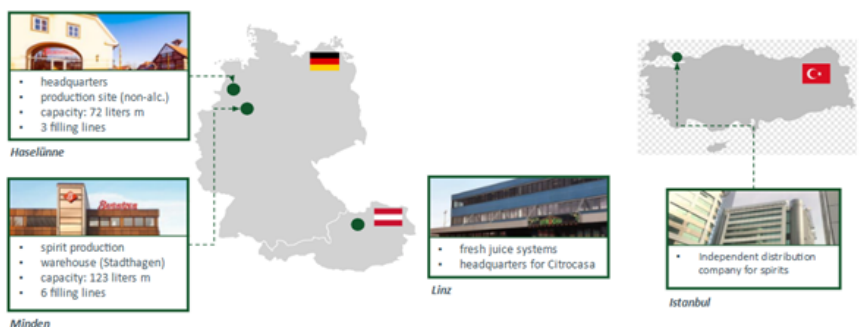 headquarters
production site (non-alc.)
capacity: 72 liters m
3 filling lines
Haselünne
spirit production
warehouse (Stadthagen)
capacity: 123 liters m
6 filling lines
Minden
fresh juice systems
headquarters for Citrocasa
Linz
Independent distribution
company for spirits
Istanbul